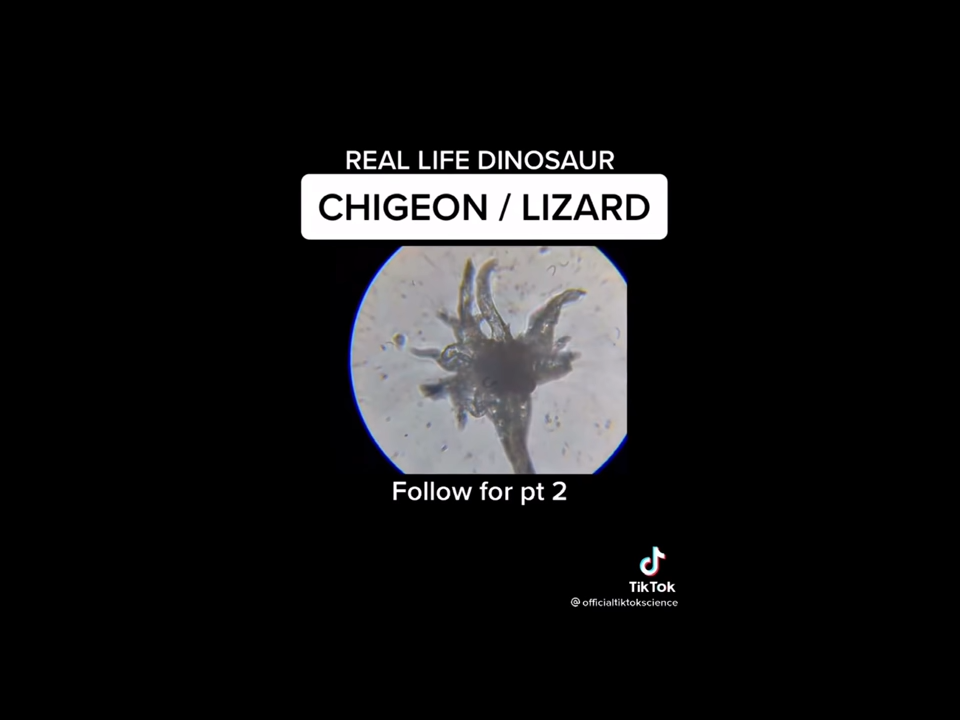 REAL LIFE DINOSAUR
CHIGEON / LIZARD
Follow for pt 2
TikTok
@officialtiktokscience